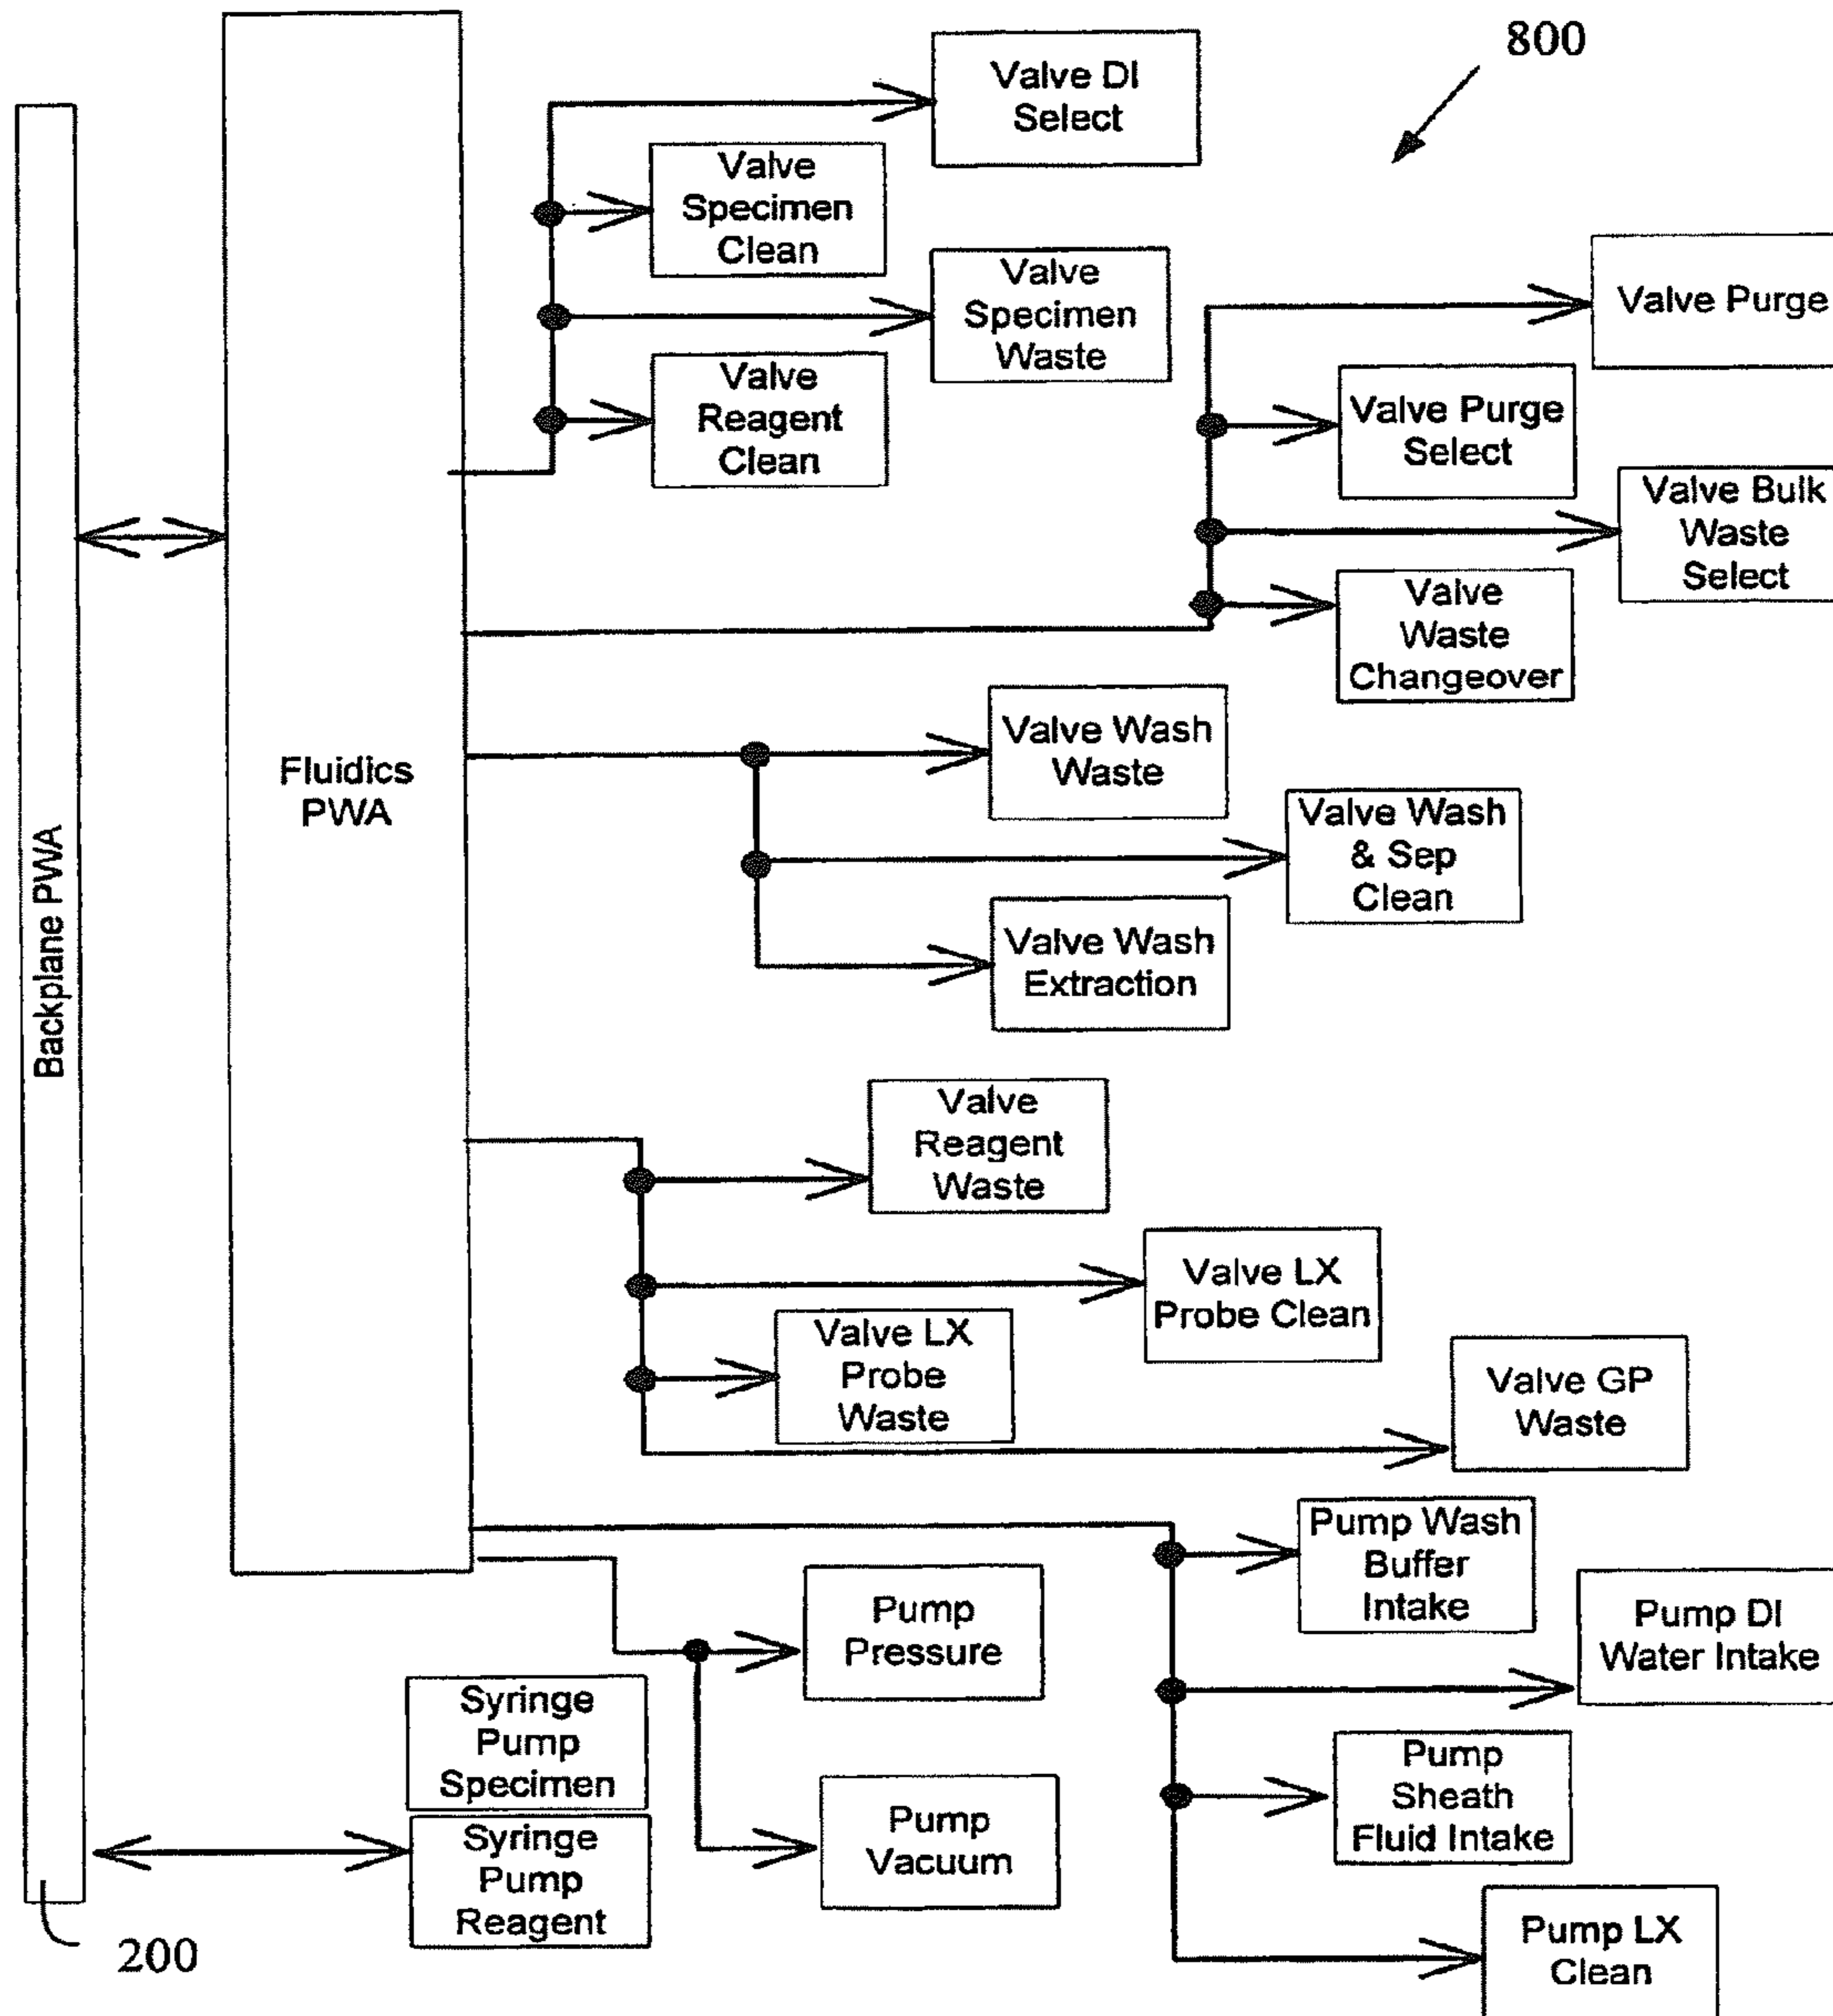 800
Valve DI
Select
Valve
Specimen
Clean
Valve
Specimen
Waste
Valve
Reagent
Clean
Valve Purge
Valve Purge
Select
Valve Bulk
Waste
Select
Valve
Waste
Changeover
Backplane PWA
Fluidics
PWA
Valve Wash
Waste
Valve Wash
& Sep
Clean
Valve Wash
Extraction
Valve
Reagent
Waste
Valve LX
Probe Clean
Valve LX
Probe
Waste
Valve GP
Waste
Pump Wash
Buffer
Intake
Pump
Pressure
Pump DI
Water Intake
Syringe
Pump
Specimen
Pump
Sheath
Fluid Intake
Pump
Vacuum
Syringe
Pump
Reagent
Pump LX
Clean
200